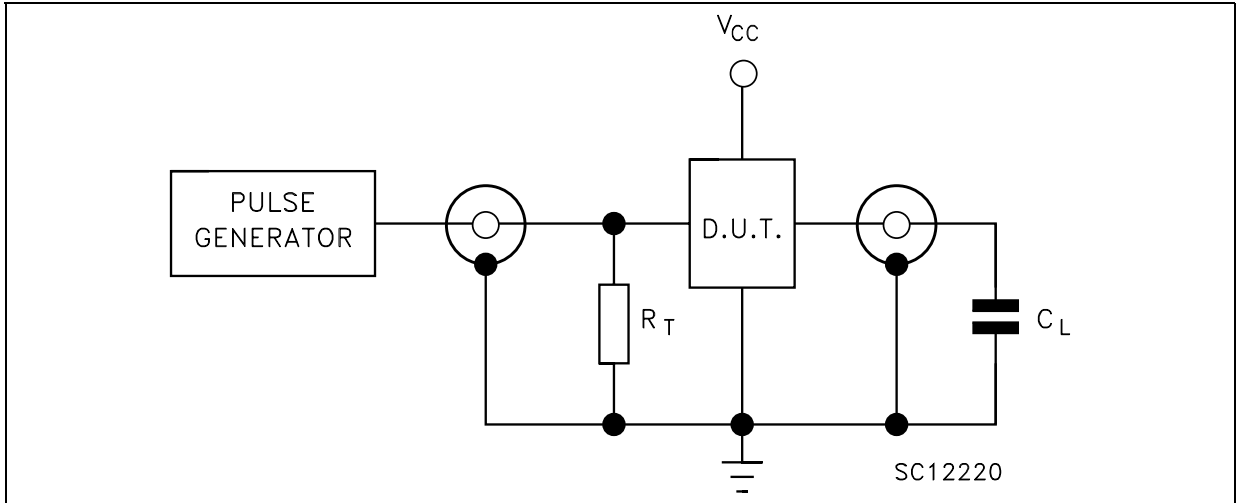 VCC
PULSE
GENERATOR
D.U.T.
RT
CL
SC12220